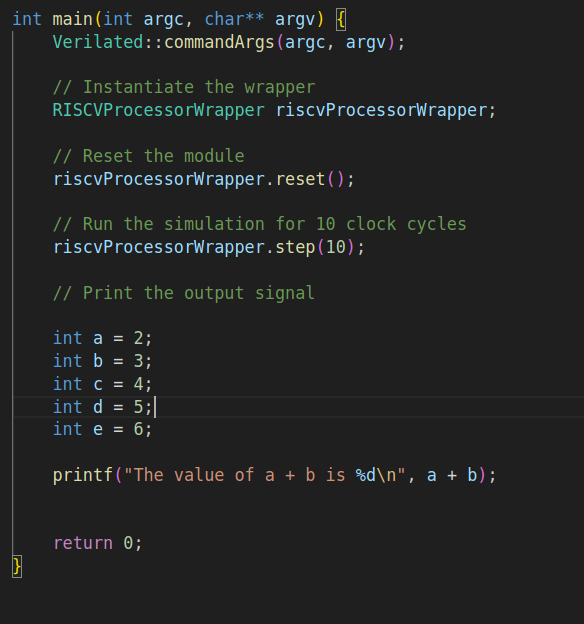 int main(int argc, char** argv) {
    Verilated::commandArgs(argc, argv);
    // Instantiate the wrapper
    RISCVProcessorWrapper riscvProcessorWrapper;
    // Reset the module
    riscvProcessorWrapper.reset();
    // Run the simulation for 10 clock cycles
    riscvProcessorWrapper.step(10);
    // Print the output signal
    int a = 2;
    int b = 3;
    int c = 4;
    int d = 5;
    int e = 6;
    printf("The value of a + b is %d\n", a + b);
    return 0;
}